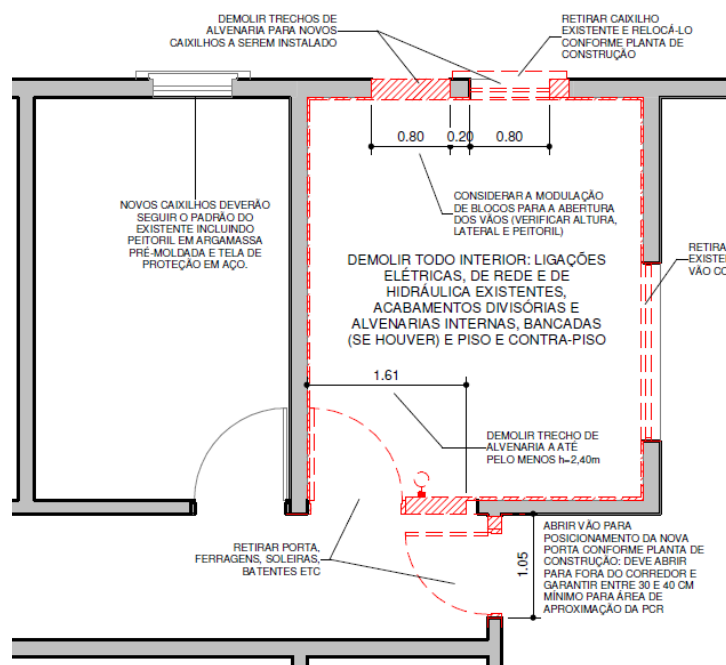 DEMOLIR TRECHOS DE
ALVENARIA PARA NOVOS
CAIXILHOS A SEREM INSTALADO
RETIRAR CAIXILHO
EXISTENTE E RELOCÁ-LO
CONFORME PLANTA DE
CONSTRUÇÃO
0.80
0.20
0.80
NOVOS CAIXILHOS DEVERÃO
SEGUIR O PADRÃO DO
EXISTENTE INCLUINDO
PEITORIL EM ARGAMASSA
PRÉ-MOLDADA E TELA DE
PROTEÇÃO EM AÇO.
CONSIDERAR A MODULAÇÃO
DE BLOCOS PARA A ABERTURA
DOS VÃOS (VERIFICAR ALTURA,
LATERAL E PEITORIL)
RETIRA
EXISTE
VÃO CO
DEMOLIR TODO INTERIOR: LIGAÇÕES
ELÉTRICAS, DE REDE E DE
HIDRÁULICA EXISTENTES,
ACABAMENTOS DIVISÓRIAS E
ALVENARIAS INTERNAS, BANCADAS
(SE HOUVER) E PISO E CONTRA-PISO
1.61
DEMOLIR TRECHO DE
ALVENARIA A ATÉ
PELO MENOS h=2,40m
RETIRAR PORTA,
FERRAGENS, SOLEIRAS,
BATENTES ETC
1.05
ABRIR VÃO PARA
POSICIONAMENTO DA NOVA
PORTA CONFORME PLANTA DE
CONSTRUÇÃO: DEVE ABRIR
PARA FORA DO CORREDOR E
GARANTIR ENTRE 30 E 40 CM
MÍNIMO PARA ÁREA DE
APROXIMAÇÃO DA PCR